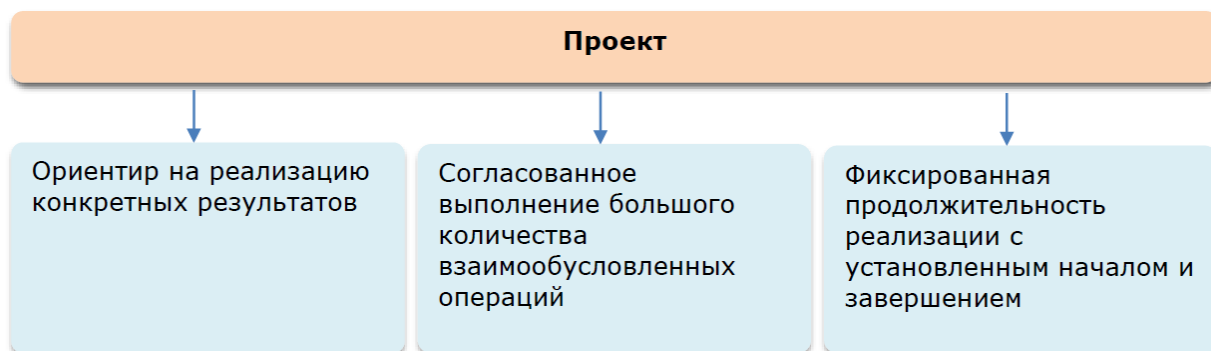 Проект
Ориентир на реализацию
конкретных результатов
Согласованное
выполнение большого
количества
взаимообусловленных
операций
Фиксированная
продолжительность
реализации с
установленным началом и
завершением